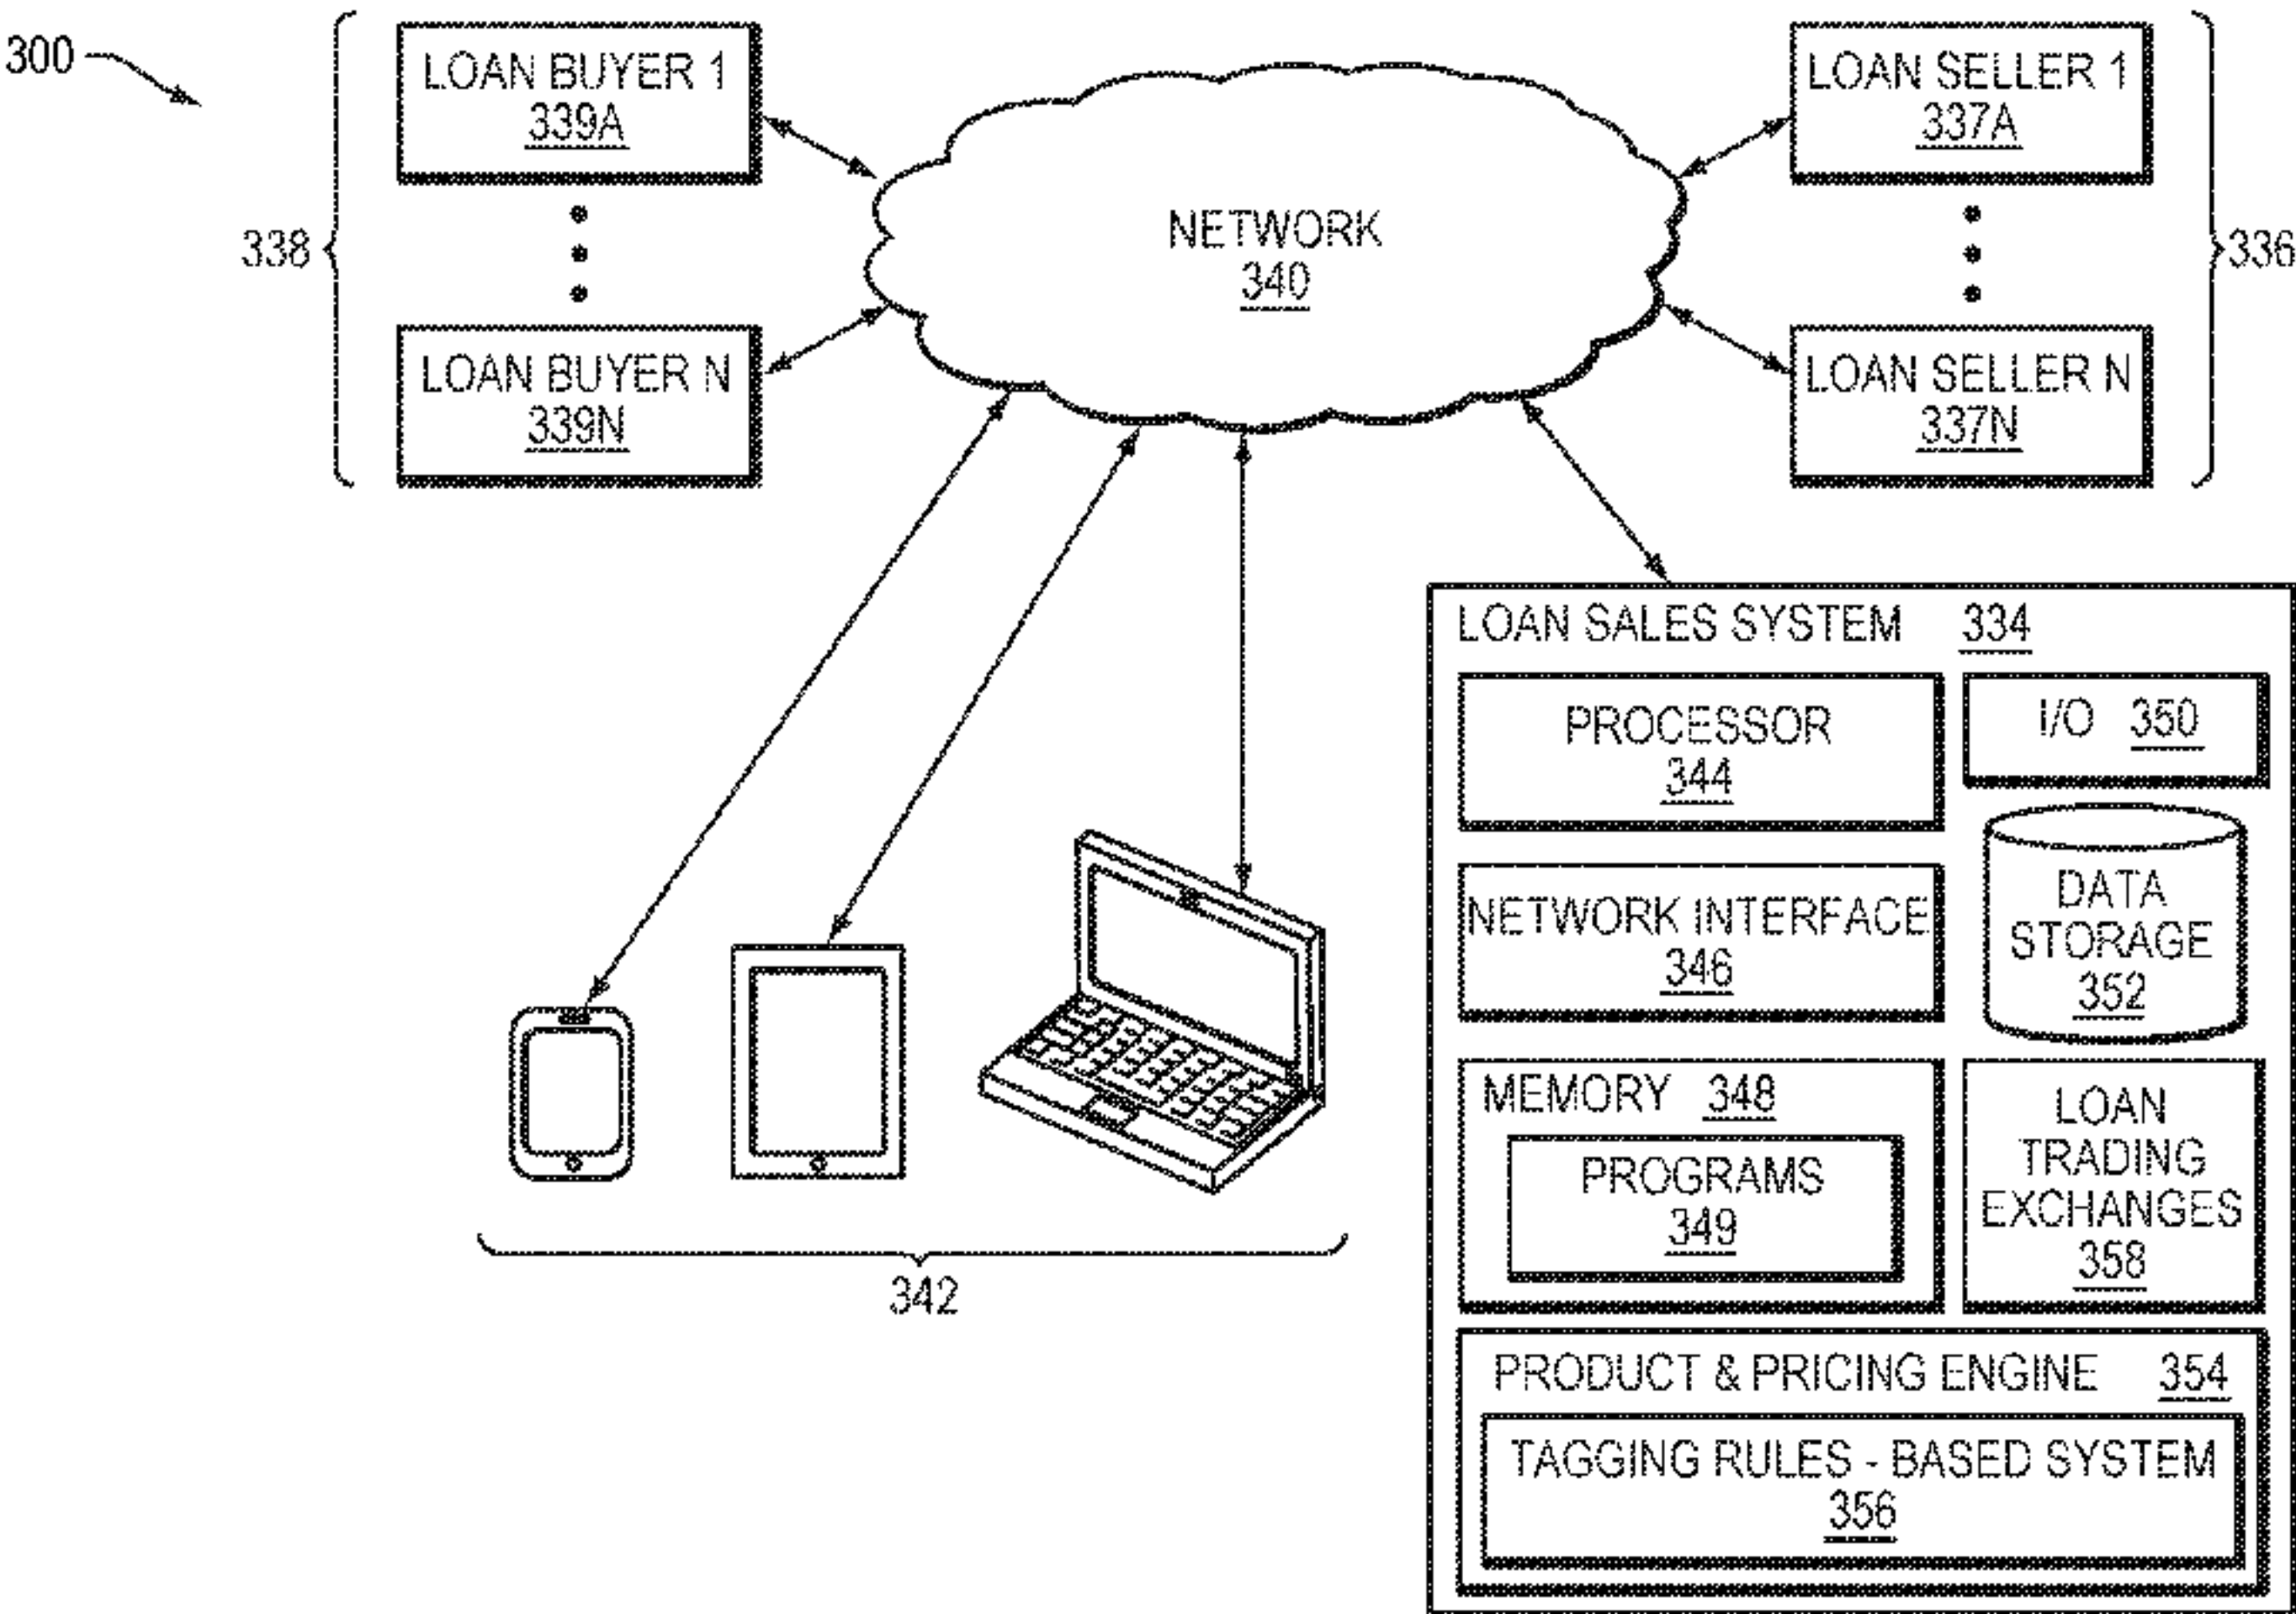 300
LOAN BUYER 1
339A
338
LOAN BUYER N
339N
NETWORK
340
LOAN SELLER 1
337A
336
LOAN SELLER N
337N
342
LOAN SALES SYSTEM 334
PROCESSOR
344
I/O 350
NETWORK INTERFACE
346
DATA
STORAGE
352
MEMORY 348
PROGRAMS
349
LOAN
TRADING
EXCHANGES
358
PRODUCT & PRICING ENGINE 354
TAGGING RULES - BASED SYSTEM
356